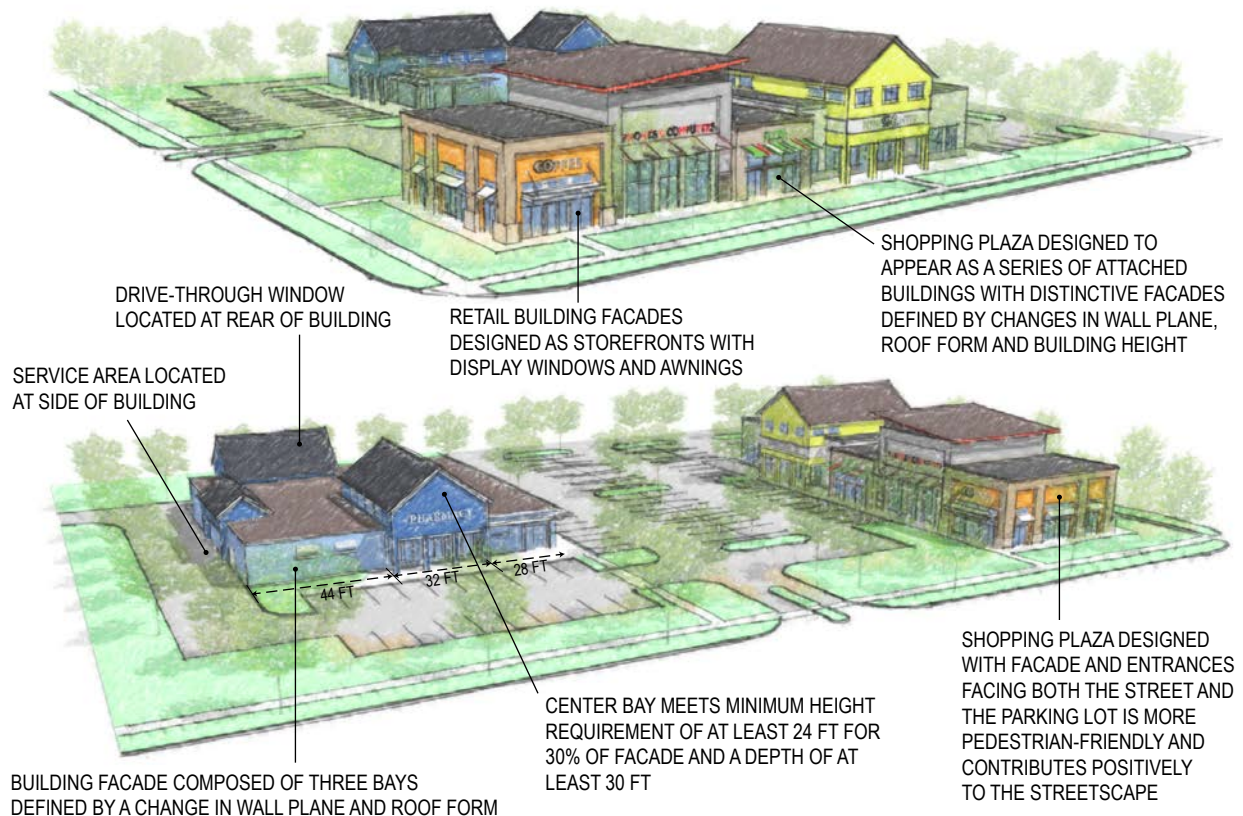 COFFEE
SHOPPING PLAZA DESIGNED TO
APPEAR AS A SERIES OF ATTACHED
BUILDINGS WITH DISTINCTIVE FACADES
DEFINED BY CHANGES IN WALL PLANE,
ROOF FORM AND BUILDING HEIGHT
DRIVE-THROUGH WINDOW
LOCATED AT REAR OF BUILDING
RETAIL BUILDING FACADES
DESIGNED AS STOREFRONTS WITH
DISPLAY WINDOWS AND AWNINGS
SERVICE AREA LOCATED
AT SIDE OF BUILDING
PHARMACY
44 FT
32 FT
28 FT
SHOPPING PLAZA DESIGNED
WITH FACADE AND ENTRANCES
FACING BOTH THE STREET AND
THE PARKING LOT IS MORE
PEDESTRIAN-FRIENDLY AND
CONTRIBUTES POSITIVELY
TO THE STREETSCAPE
CENTER BAY MEETS MINIMUM HEIGHT
REQUIREMENT OF AT LEAST 24 FT FOR
30% OF FACADE AND A DEPTH OF AT
LEAST 30 FT
BUILDING FACADE COMPOSED OF THREE BAYS
DEFINED BY A CHANGE IN WALL PLANE AND ROOF FORM